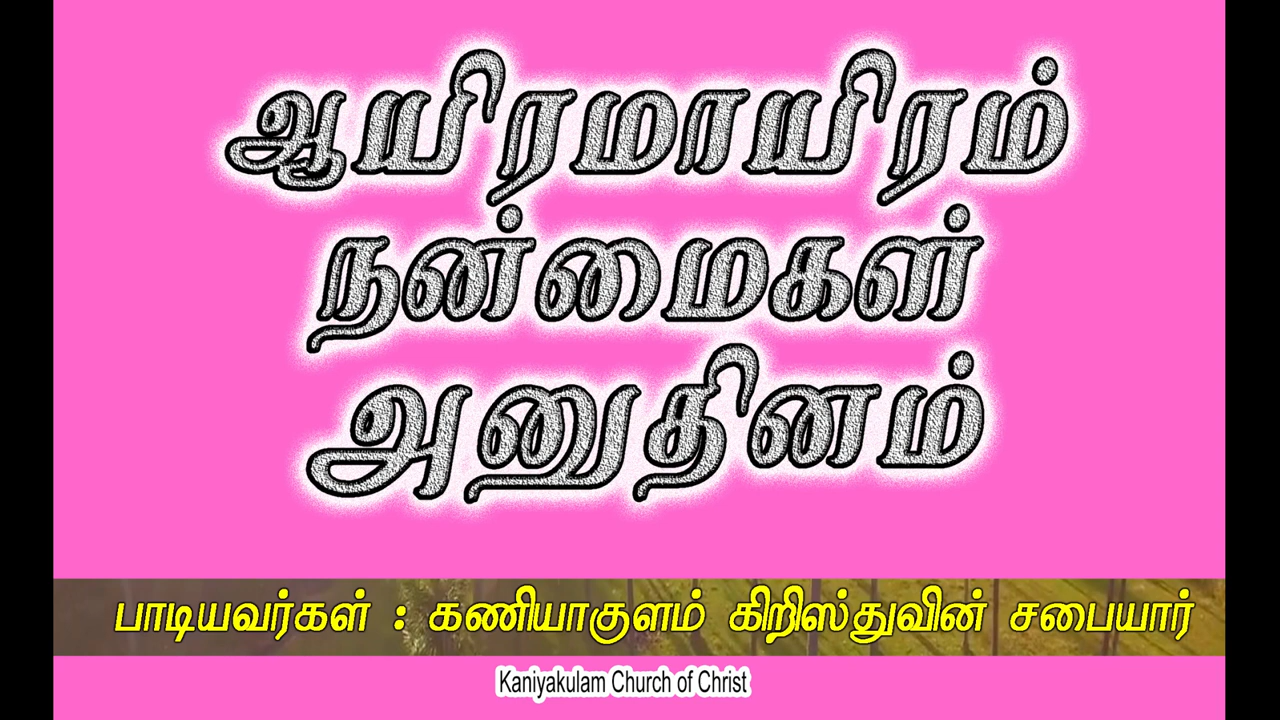 ஆயிரமாயிரம்
நன்மைகள்
அனுதினம்
பாடியவர்கள் : கணியாகுளம் கிறிஸ்துவின் சபையார்
Kaniyakulam Church of Christ